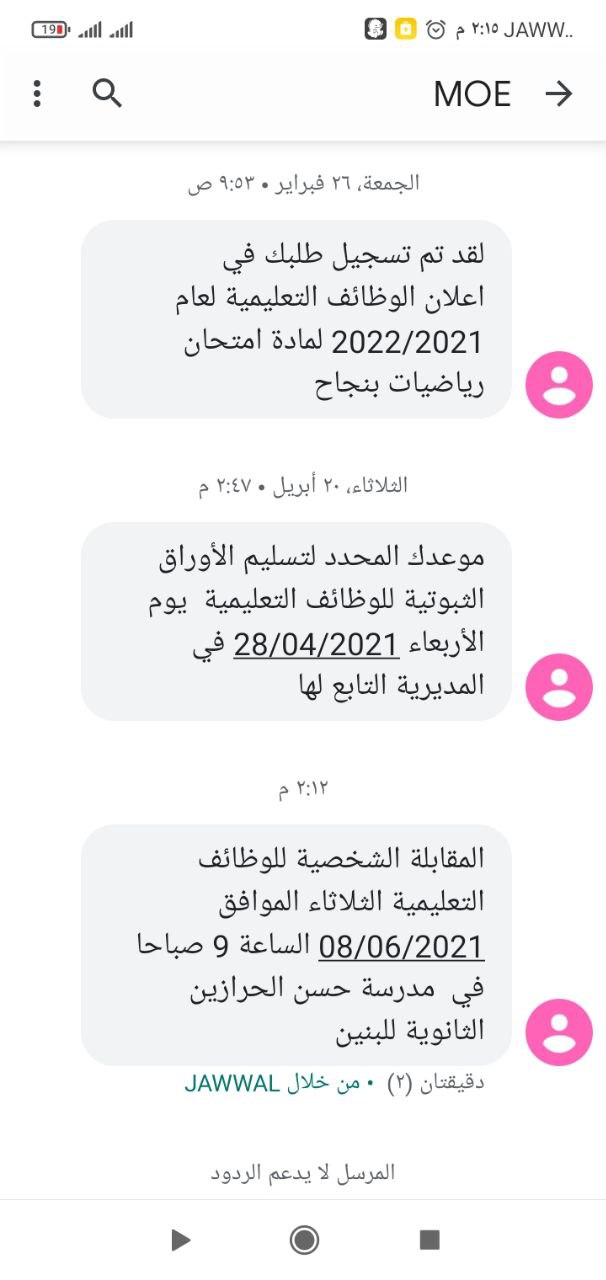 ٢:١٥ م JAWW..
19
MOE
الجمعة، ٢٦ فبراير • ٩:٥٣ ص
لقد تم تسجيل طلبك في
اعلان الوظائف التعليمية لعام
2022/2021 لمادة امتحان
رياضيات بنجاح
الثلاثاء، ٢٠ أبريل • ٢:٤٧ م
موعدك المحدد لتسليم الأوراق
الثبوتية للوظائف التعليمية يوم
الأربعاء 28/04/2021 في
المديرية التابع لها
٢:١٢ م
المقابلة الشخصية للوظائف
التعليمية الثلاثاء الموافق
08/06/2021 الساعة 9 صباحا
في مدرسة حسن الحرازين
الثانوية للبنين
دقيقتان (٢) • من خلال JAWWAL
المرسل لا يدعم الردود